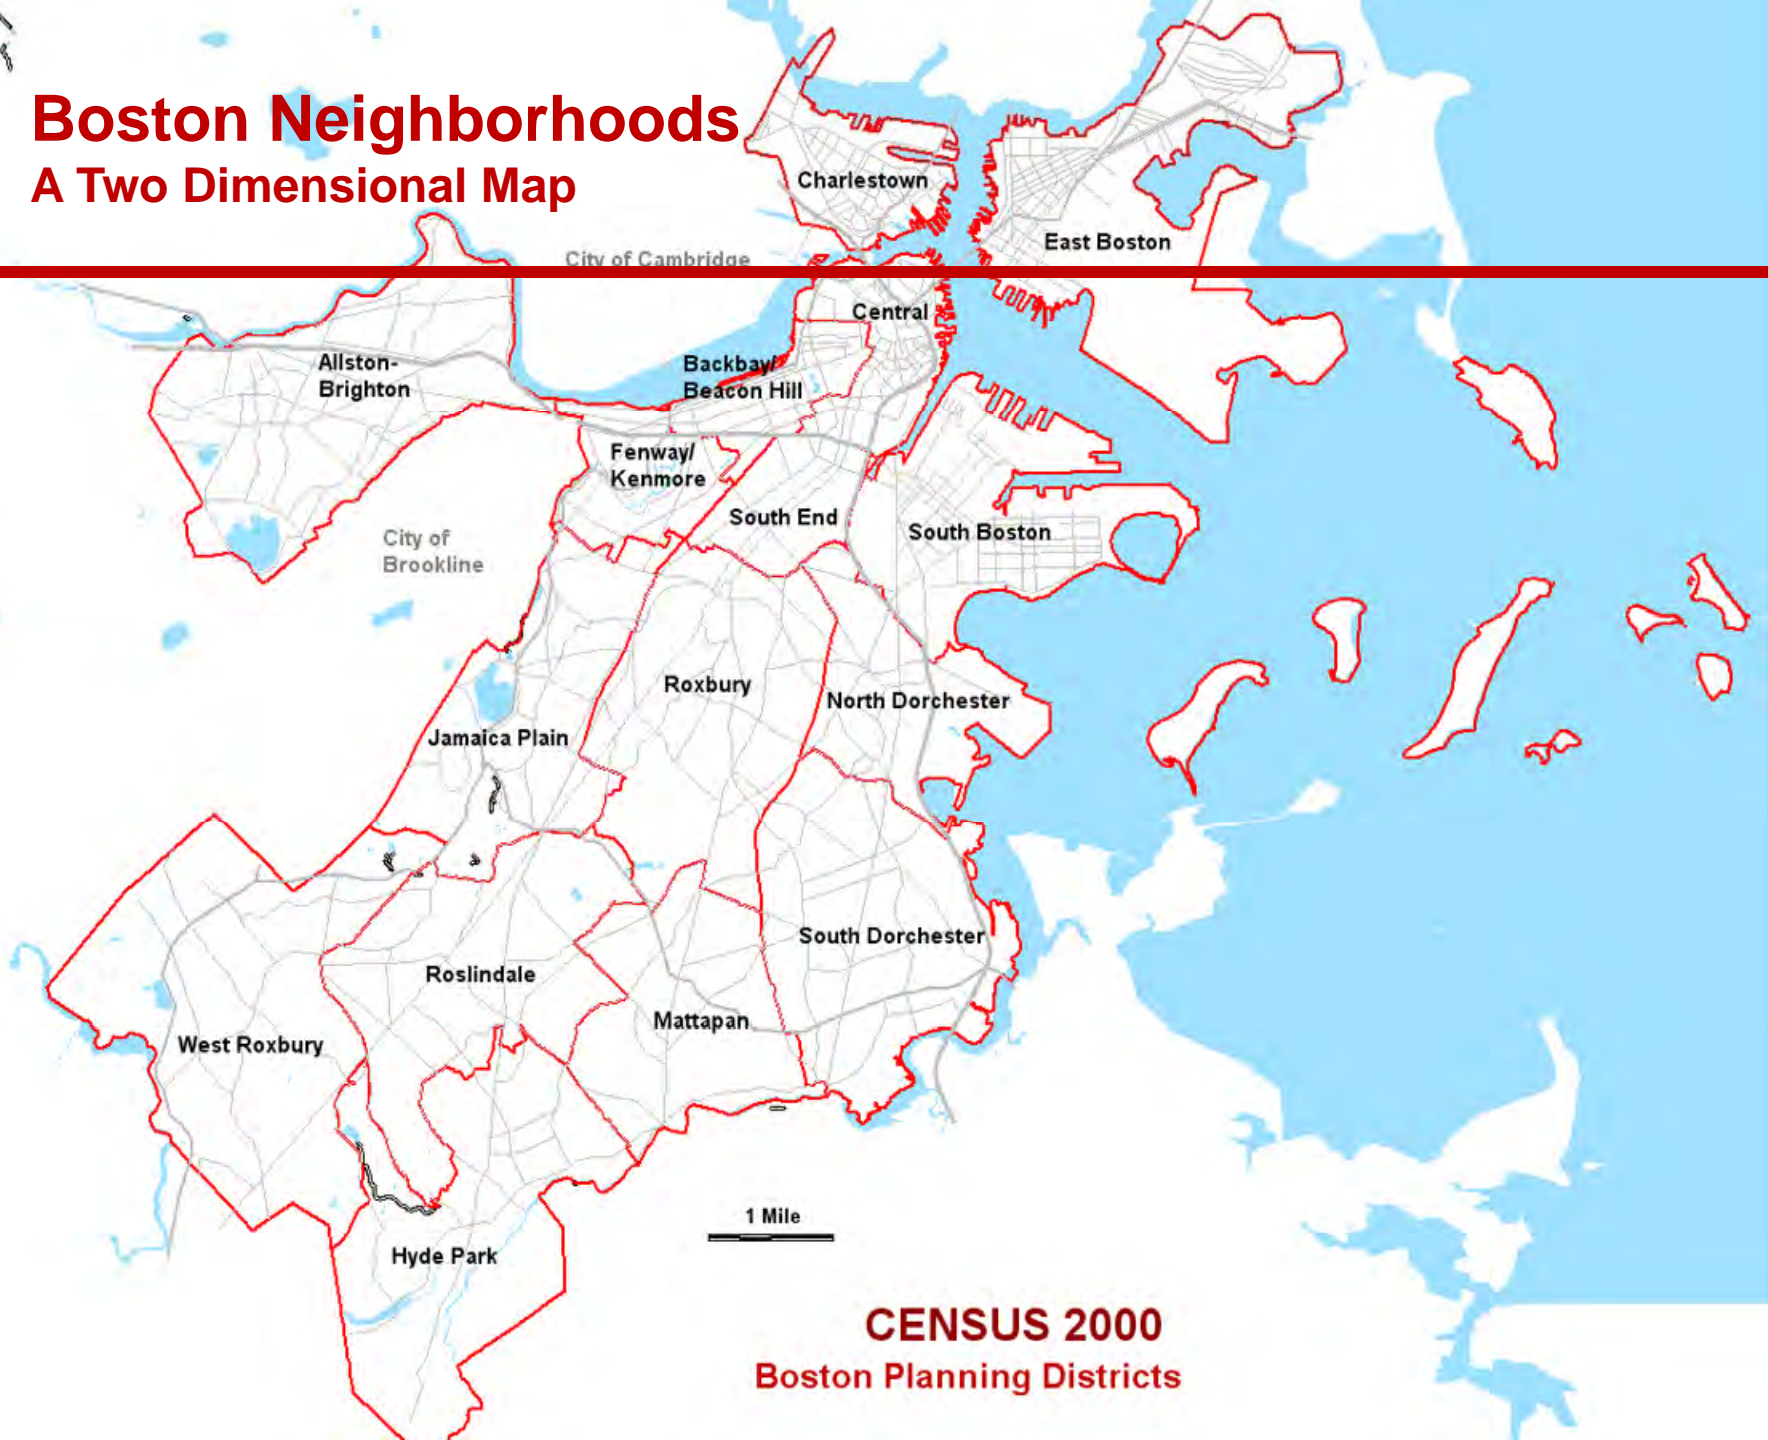 Boston Neighborhoods
A Two Dimensional Map
Charlestown
East Boston
City of Cambridge
Central
Allston-
Brighton
Backbay/
Beacon Hill
Fenway/
Kenmore
South End
South Boston
City of
Brookline
Roxbury
North Dorchester
Jamaica Plain
South Dorchester
Roslindale
Mattapan
West Roxbury
1 Mile
Hyde Park
CENSUS 2000
Boston Planning Districts